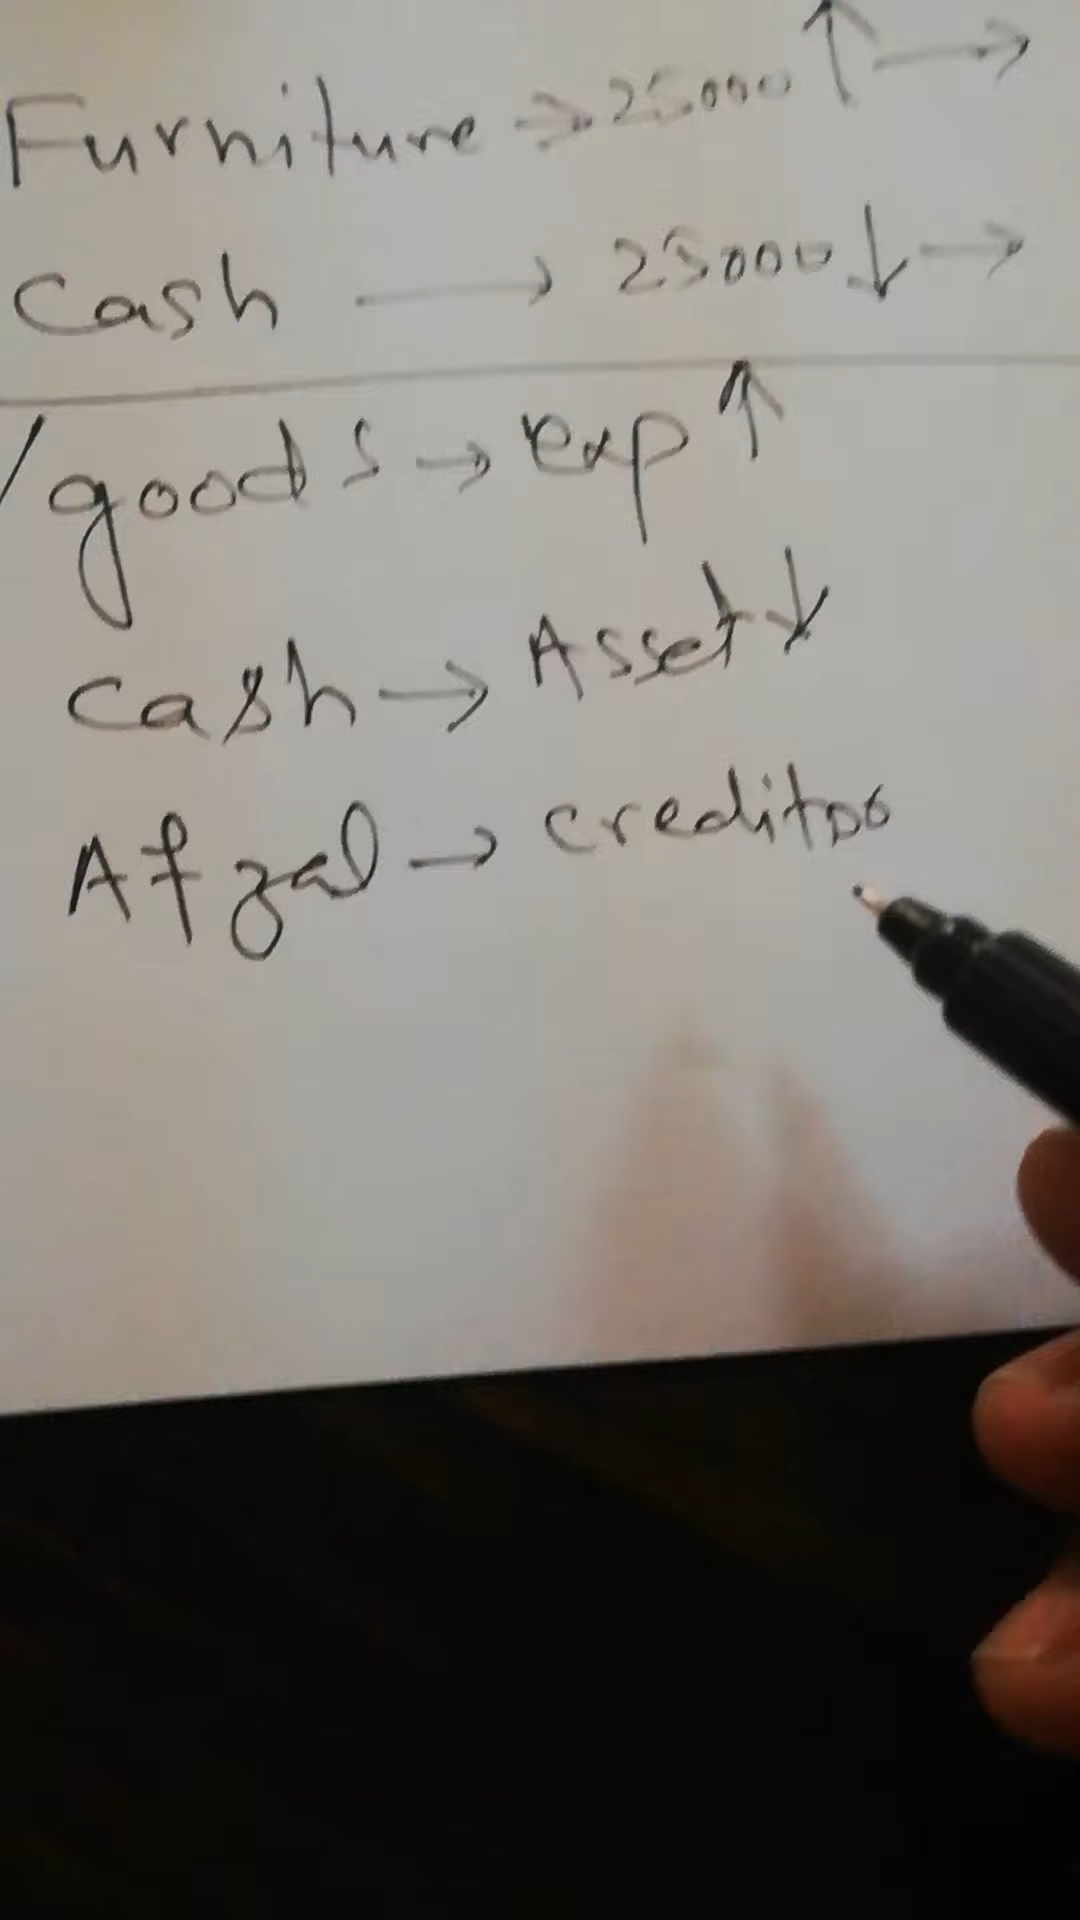 Furniture → 25000 ↑ →
Cash → 25000 ↓ →
goods → exp ↑
Cash → Asset ↓
Afzal → creditor